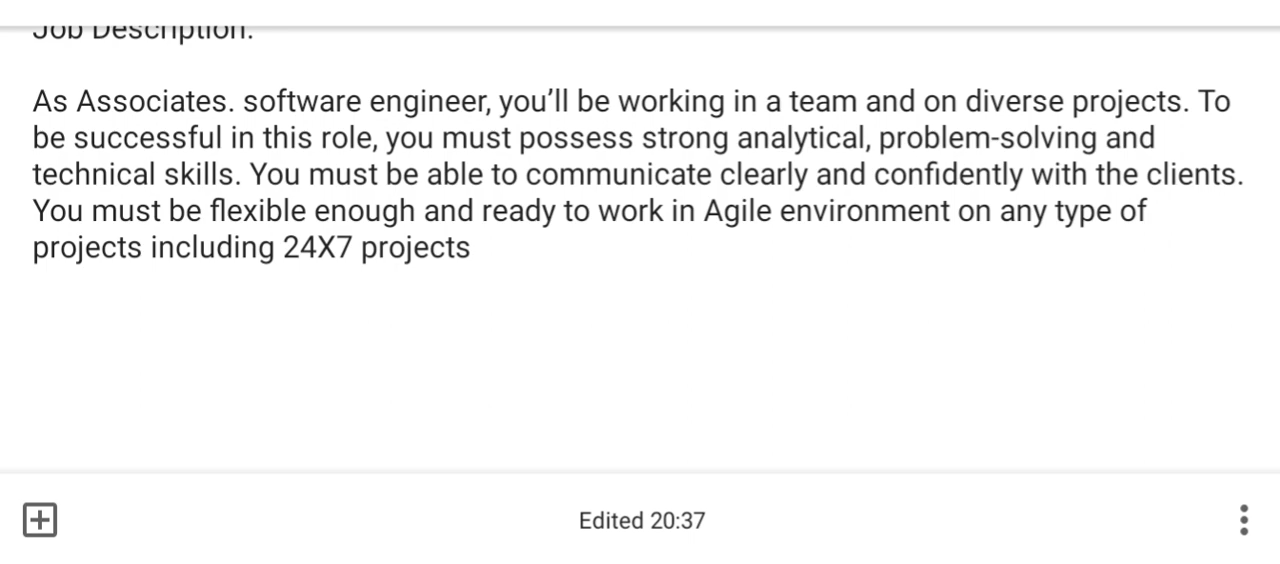 Job Description:
As Associates. software engineer, you’ll be working in a team and on diverse projects. To
be successful in this role, you must possess strong analytical, problem-solving and
technical skills. You must be able to communicate clearly and confidently with the clients.
You must be flexible enough and ready to work in Agile environment on any type of
projects including 24X7 projects
Edited 20:37